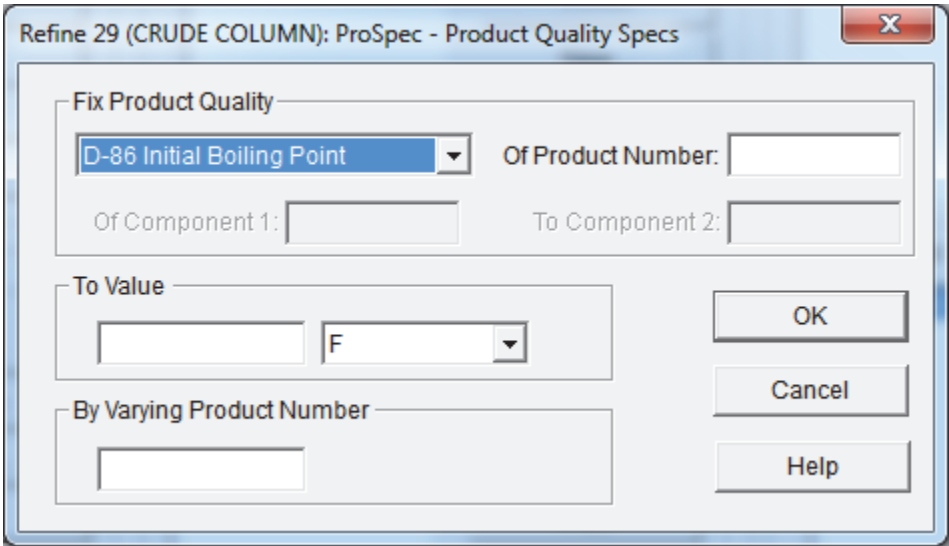 Refine 29 (CRUDE COLUMN): ProSpec - Product Quality Specs
Fix Product Quality
D-86 Initial Boiling Point Of Product Number:
Of Component 1: To Component 2:
To Value
F
OK
Cancel
By Varying Product Number
Help